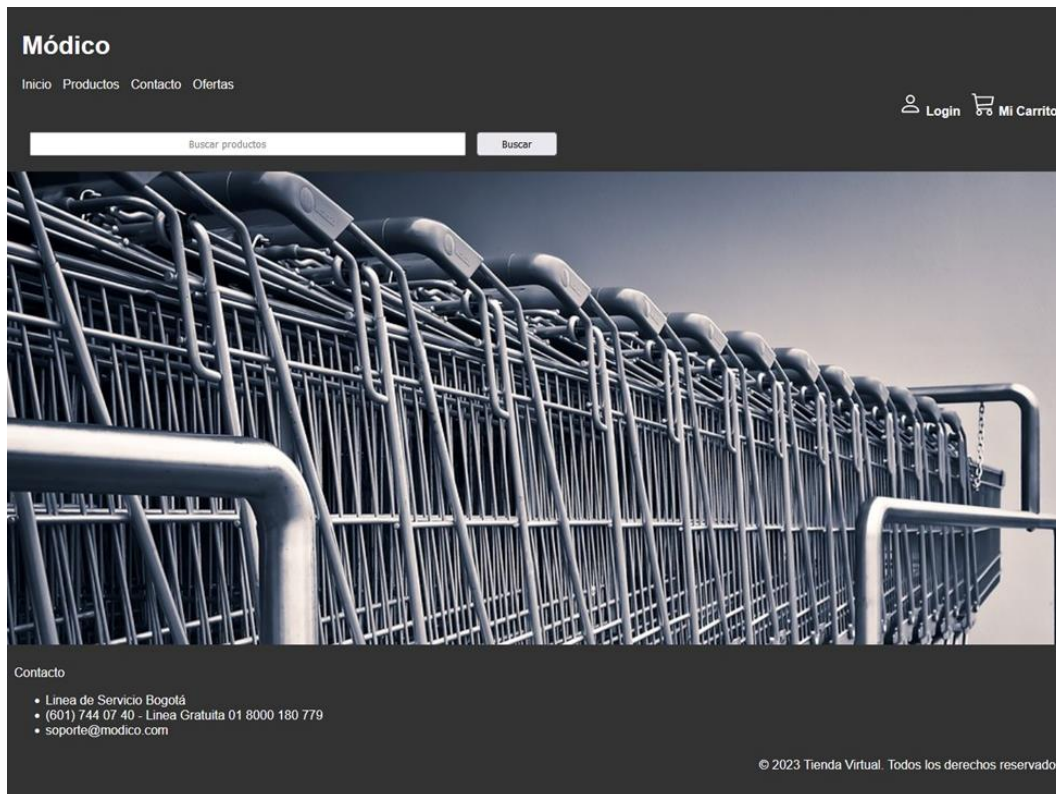 Módico
Inicio Productos Contacto Ofertas
Login Mi Carrito
Buscar productos Buscar
Contacto
Linea de Servicio Bogotá
(601) 744 07 40 - Linea Gratuita 01 8000 180 779
soporte@modico.com
© 2023 Tienda Virtual. Todos los derechos reservado